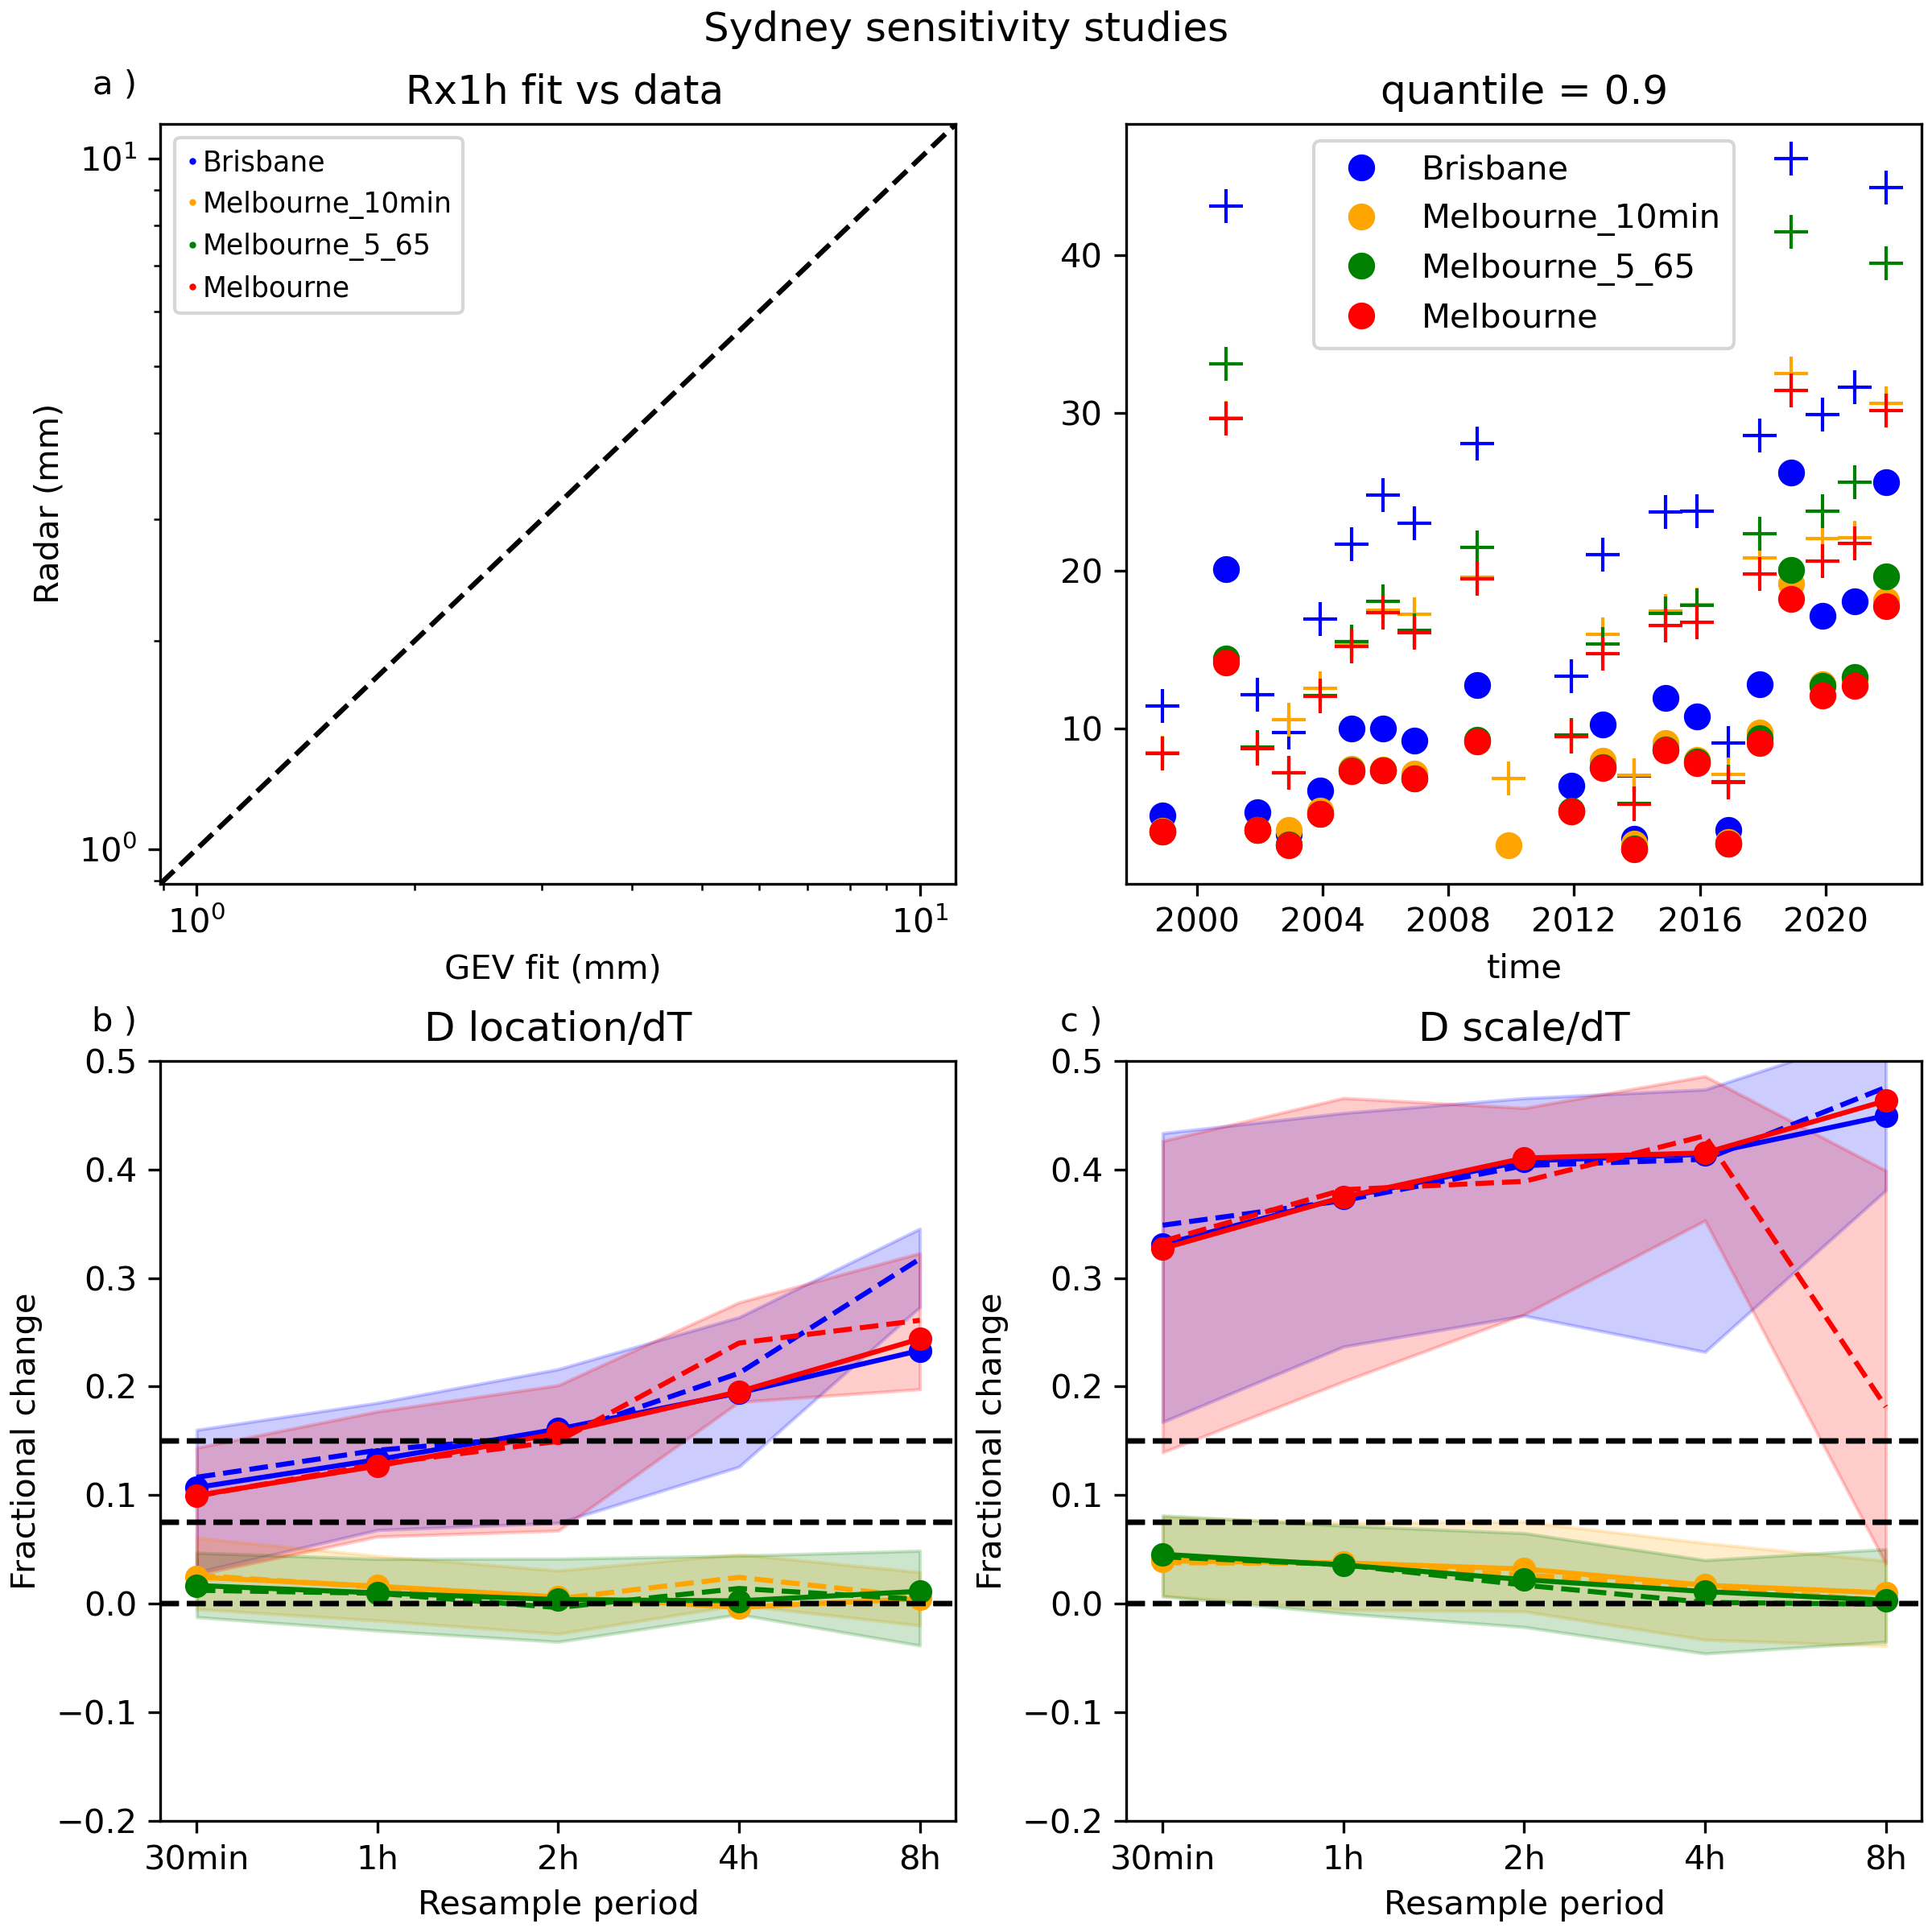 Sydney sensitivity studies
a )
Rx1h fit vs data
10¹
10⁰
Radar (mm)
Brisbane
Melbourne_10min
Melbourne_5_65
Melbourne
10⁰
10¹
GEV fit (mm)
quantile = 0.9
40
30
20
10
Brisbane
Melbourne_10min
Melbourne_5_65
Melbourne
2000
2004
2008
2012
2016
2020
time
b )
D location/dT
0.5
0.4
0.3
0.2
0.1
0.0
−0.1
−0.2
Fractional change
30min
1h
2h
4h
8h
Resample period
c )
D scale/dT
0.5
0.4
0.3
0.2
0.1
0.0
−0.1
−0.2
Fractional change
30min
1h
2h
4h
8h
Resample period